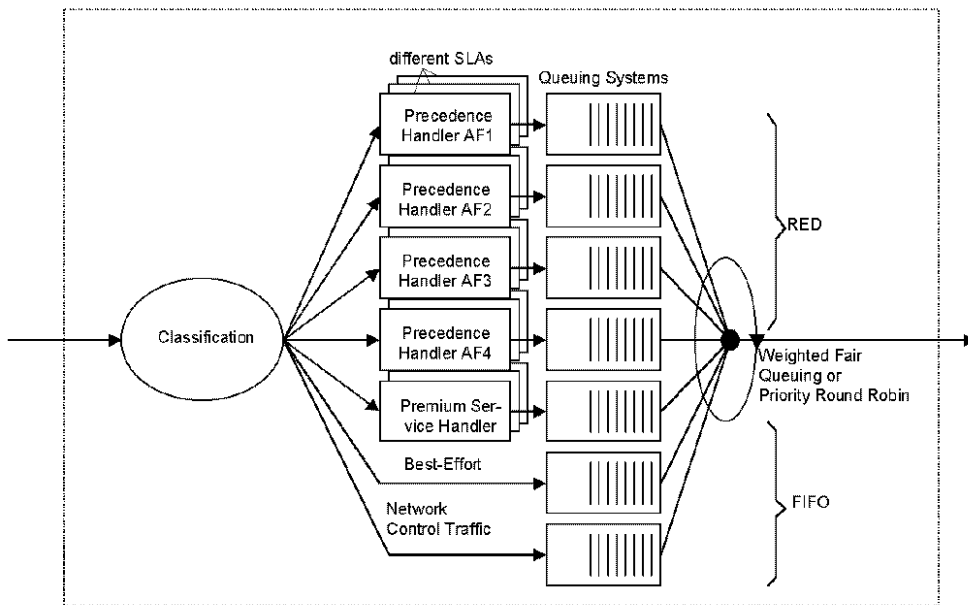 different SLAs
Queuing Systems
Precedence
Handler AF1
Precedence
Handler AF2
RED
Precedence
Handler AF3
Classification
Precedence
Handler AF4
Weighted Fair
Queuing or
Priority Round Robin
Premium Ser-
vice Handler
Best-Effort
Network
Control Traffic
FIFO